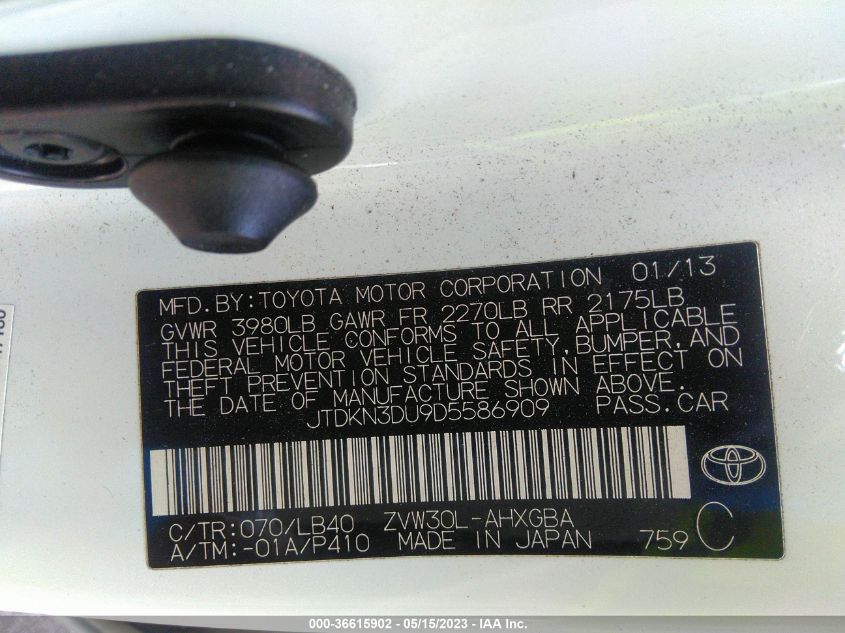 MFD.BY:TOYOTA MOTOR CORPORATION 01/13
GVWR 3980LB GAWR FR 2270LB RR 2175LB
THIS VEHICLE CONFORMS TO ALL APPLICABLE
FEDERAL MOTOR VEHICLE SAFETY,BUMPER,AND
THEFT PREVENTION STANDARDS IN EFFECT ON
THE DATE OF MANUFACTURE SHOWN ABOVE.
JTDKN3DU9D5586909 PASS.CAR
C/TR:070/LB40 ZVW30L-AHXGBA
A/TM:-01A/P410 MADE IN JAPAN 759 C
000-36615902 - 05/15/2023 - IAA Inc.